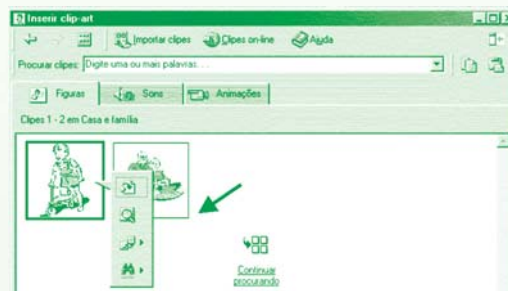 Inserir clip-art
Importar clipes Clipes on-line Ajuda
Procurar clipes: Digite uma ou mais palavras. . .
Figuras Sons Animações
Clipes 1 - 2 em Casa e família
Continuar
procurando